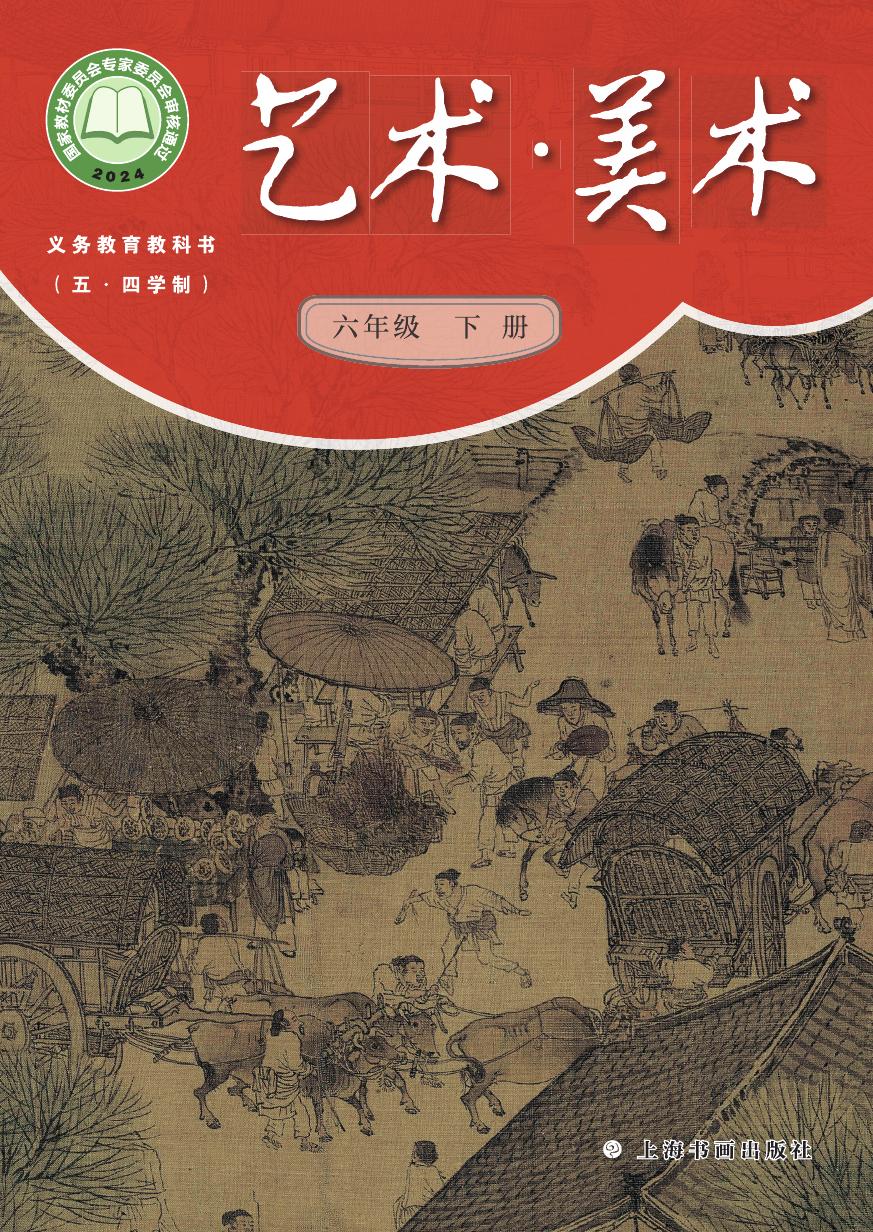 国家教材委员会专家委员会审核通过
2024
艺术·美术
义务教育教科书
（五·四学制）
六年级 下册
上海书画出版社